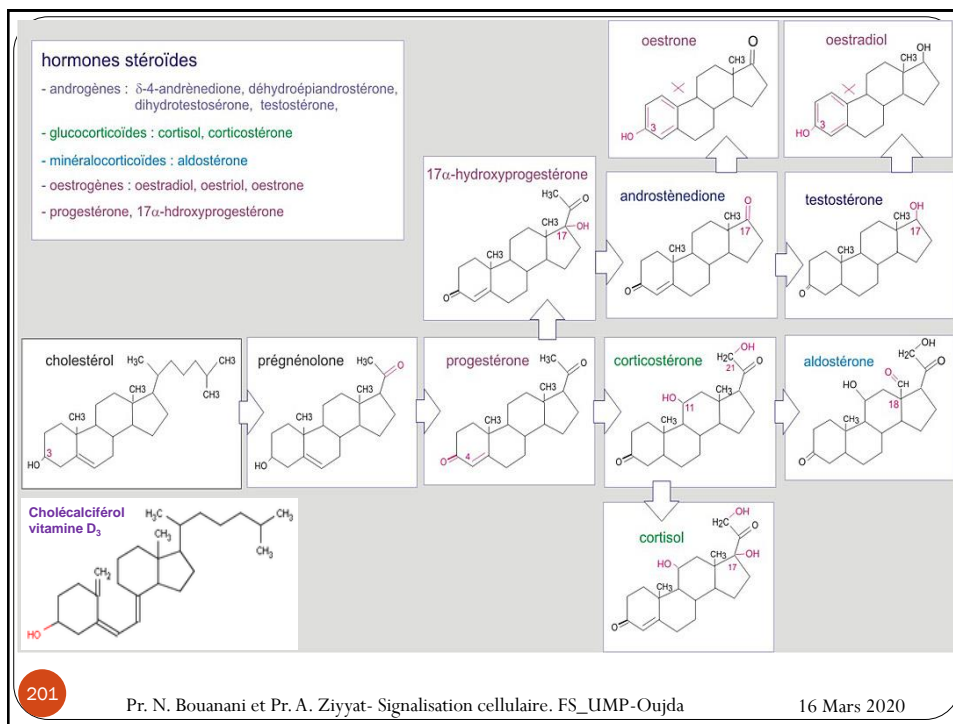 hormones stéroïdes
- androgènes : δ-4-andrènedione, déhydroépiandrostérone,
dihydrotestosérone, testostérone,
- glucocorticoïdes : cortisol, corticostérone
- minéralocorticoïdes : aldostérone
- oestrogènes : oestradiol, oestriol, oestrone
- progestérone, 17α-hdroxyprogestérone
oestrone
O
CH3
HO
3
oestradiol
OH
CH3
HO
3
17α-hydroxyprogestérone
H₃C
O
CH3
OH
17
CH3
O
androstènedione
O
CH3
17
CH3
O
testostérone
OH
CH3
17
CH3
O
cholestérol
H₃C
CH3
CH3
CH3
CH3
3
HO
prégnénolone
H₃C
O
CH3
CH3
HO
progestérone
H₃C
O
CH3
CH3
4
O
corticostérone
OH
H₂C
21
O
CH₃
HO
11
CH₃
O
aldostérone
OH
H₂C
O
O
CH
HO
18
CH₃
O
Cholécalciférol
vitamine D₃
H₃C
CH₃
CH₃
H₃C
CH₂
HO
cortisol
OH
H₂C
O
CH₃
OH
17
HO
CH₃
O
201
Pr. N. Bouanani et Pr. A. Ziyyat- Signalisation cellulaire. FS_UMP-Oujda
16 Mars 2020